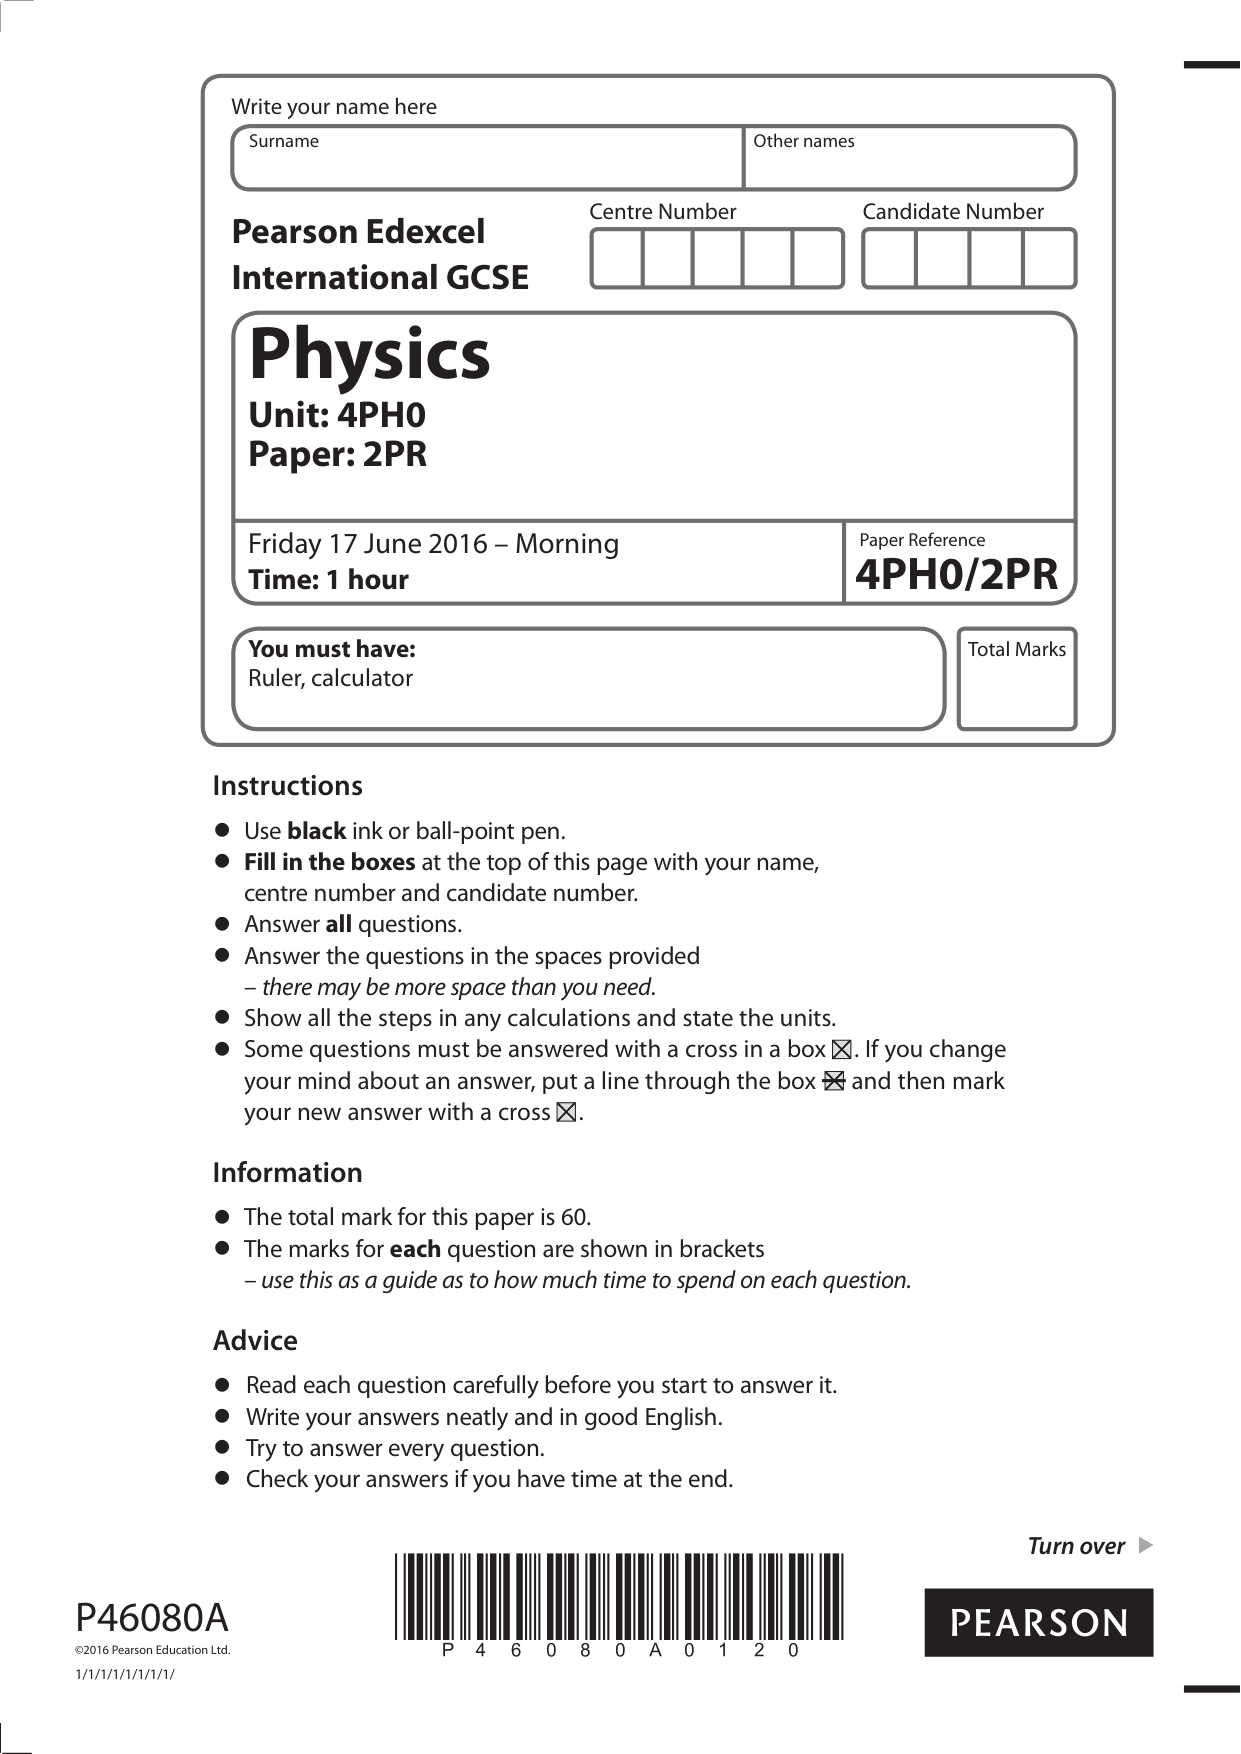 Write your name here
Surname
Other names
Pearson Edexcel
International GCSE
Centre Number
Candidate Number
Physics
Unit: 4PH0
Paper: 2PR
Friday 17 June 2016 – Morning
Time: 1 hour
Paper Reference
4PH0/2PR
You must have:
Ruler, calculator
Total Marks
Instructions
● Use black ink or ball-point pen.
● Fill in the boxes at the top of this page with your name,
centre number and candidate number.
● Answer all questions.
● Answer the questions in the spaces provided
– there may be more space than you need.
● Show all the steps in any calculations and state the units.
● Some questions must be answered with a cross in a box ☒. If you change
your mind about an answer, put a line through the box ☒ and then mark
your new answer with a cross ☒.
Information
● The total mark for this paper is 60.
● The marks for each question are shown in brackets
– use this as a guide as to how much time to spend on each question.
Advice
● Read each question carefully before you start to answer it.
● Write your answers neatly and in good English.
● Try to answer every question.
● Check your answers if you have time at the end.
Turn over
P46080A
©2016 Pearson Education Ltd.
1/1/1/1/1/1/1/1/
P 4 6 0 8 0 A 0 1 2 0
PEARSON